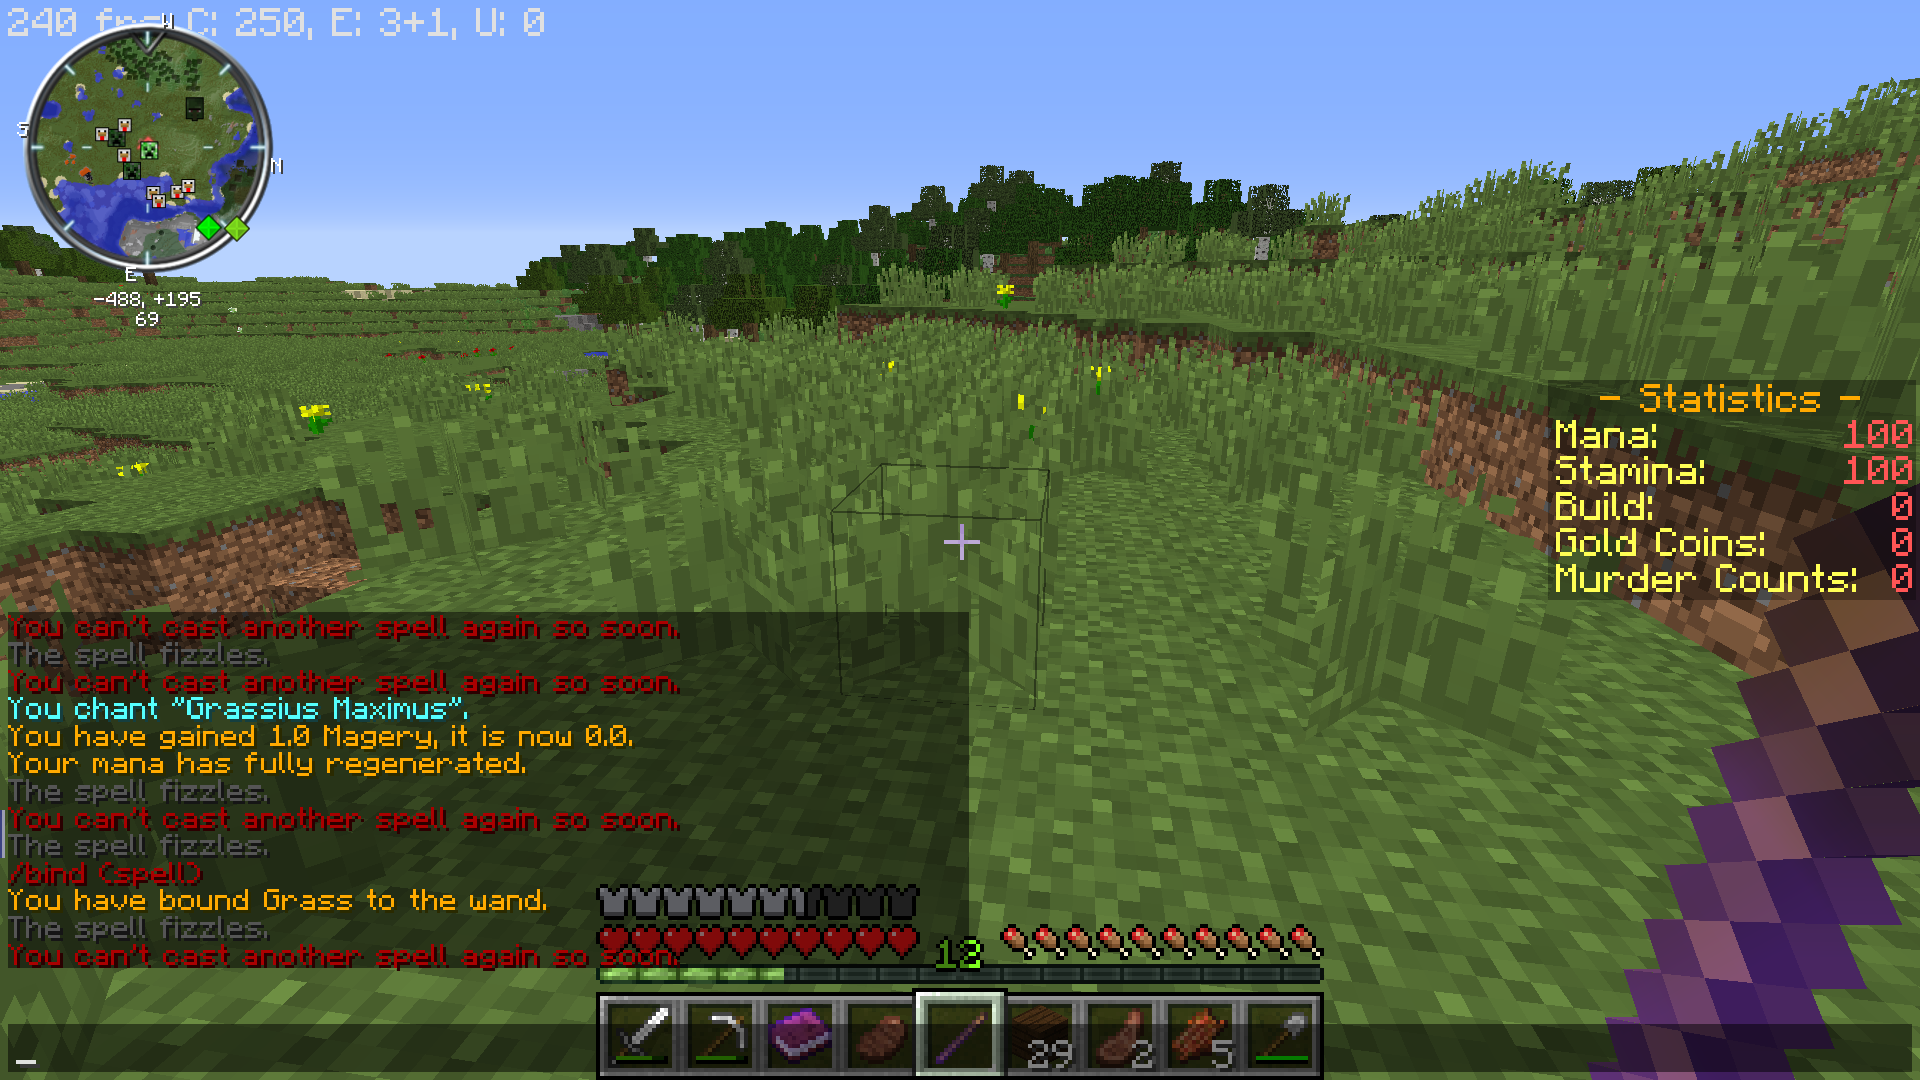 240 fps C: 250, E: 3+1, U: 0
W
S
N
E
-488, +195
69
- Statistics -
Mana: 100
Stamina: 100
Build: 0
Gold Coins: 0
Murder Counts: 0
You can't cast another spell again so soon.
The spell fizzles.
You can't cast another spell again so soon.
You chant "Grassius Maximus".
You have gained 1.0 Magery, it is now 0.0.
Your mana has fully regenerated.
The spell fizzles.
You can't cast another spell again so soon.
The spell fizzles.
/bind (spell)
You have bound Grass to the wand.
The spell fizzles.
You can't cast another spell again so soon.
29
2
5
_